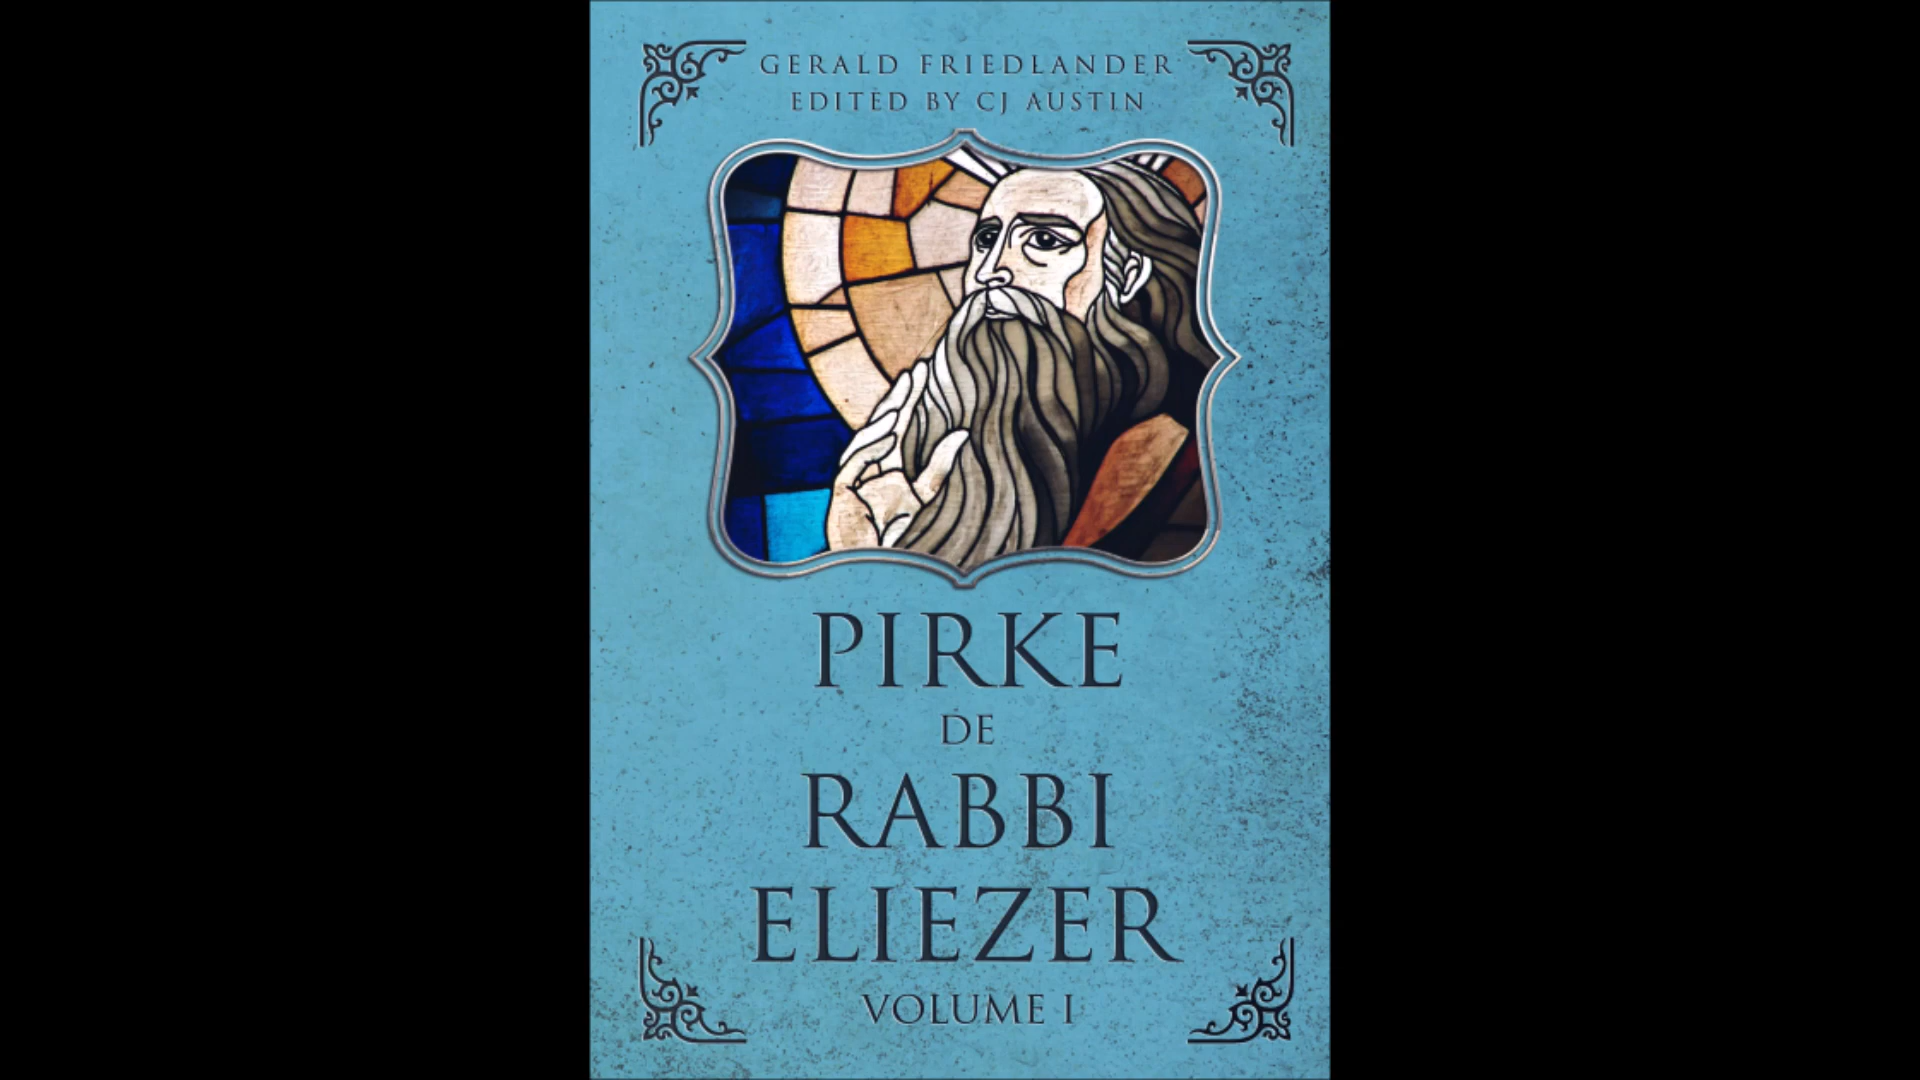 GERALD FRIEDLANDER
EDITED BY CJ AUSTIN
PIRKE
DE
RABBI
ELIEZER
VOLUME I